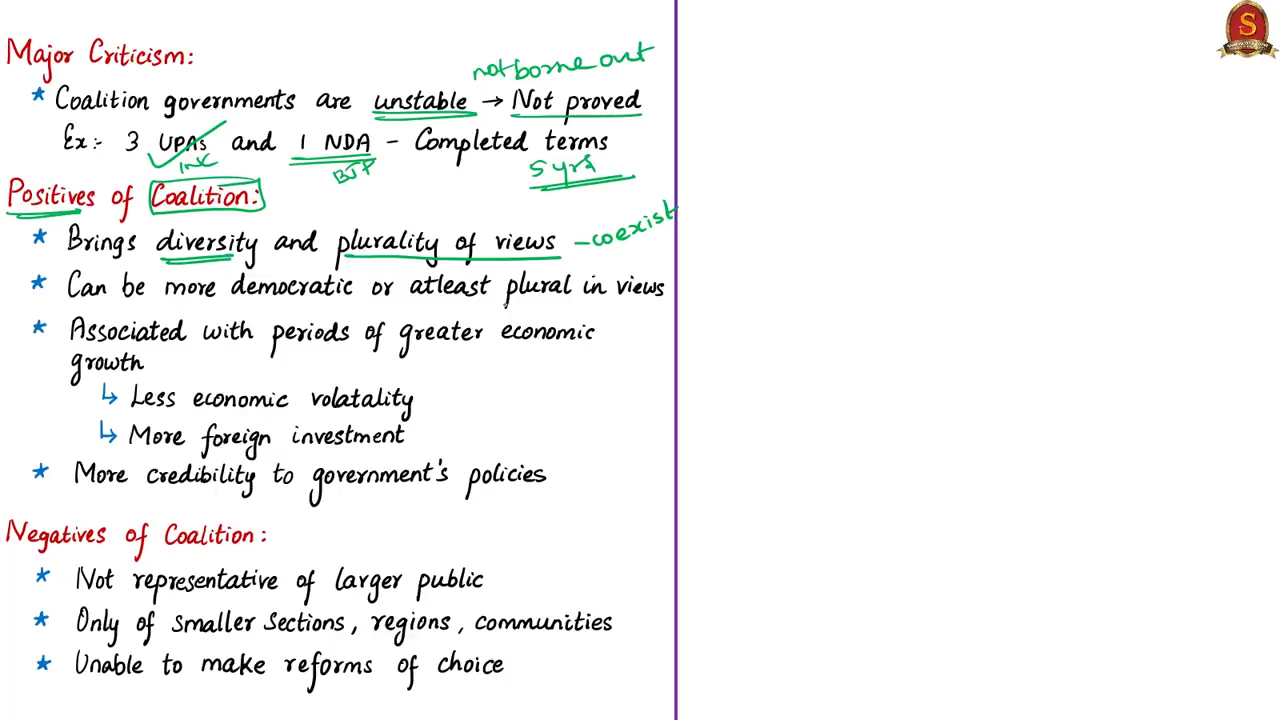 Major Criticism:
not borne out
* Coalition governments are unstable → Not proved
Ex:- 3 UPAs and 1 NDA - Completed terms
INC BJP 5 yrs
Positives of Coalition:
* Brings diversity and plurality of views - coexist
* Can be more democratic or atleast plural in views
* Associated with periods of greater economic
growth
↳ Less economic volatality
↳ More foreign investment
* More credibility to government's policies
Negatives of Coalition:
* Not representative of larger public
* Only of smaller sections, regions, communities
* Unable to make reforms of choice
S